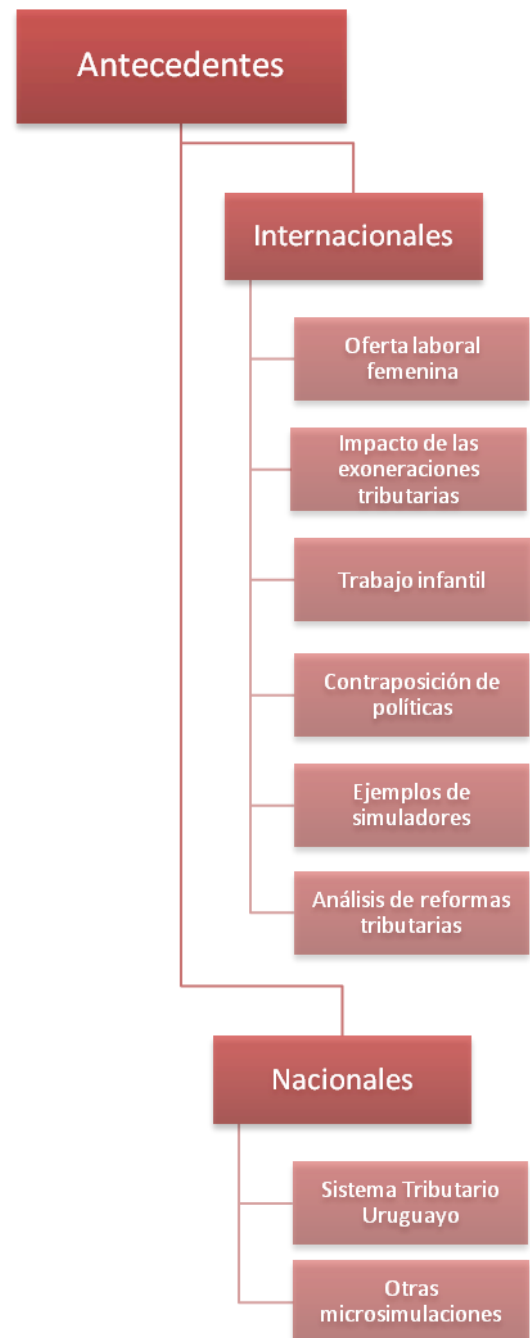 Antecedentes
Internacionales
Oferta laboral
femenina
Impacto de las
exoneraciones
tributarias
Trabajo infantil
Contraposición de
políticas
Ejemplos de
simuladores
Análisis de reformas
tributarias
Nacionales
Sistema Tributario
Uruguayo
Otras
microsimulaciones